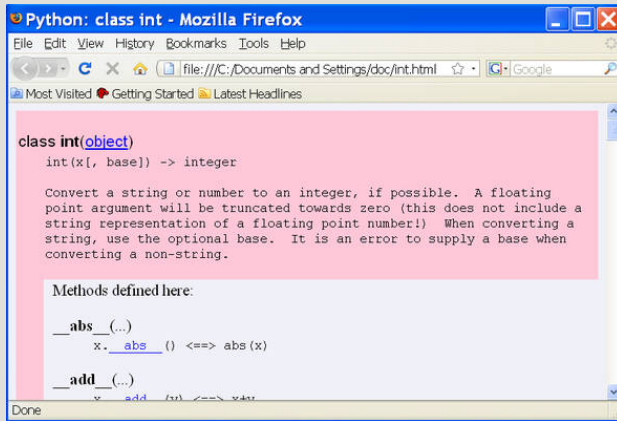 Python: class int - Mozilla Firefox
File Edit View History Bookmarks Tools Help
file:///C:/Documents and Settings/doc/int.html G Google
Most Visited Getting Started Latest Headlines
class int(object)
int(x[, base]) -> integer
Convert a string or number to an integer, if possible. A floating
point argument will be truncated towards zero (this does not include a
string representation of a floating point number!) When converting a
string, use the optional base. It is an error to supply a base when
converting a non-string.
Methods defined here:
__abs__(...)
x.__abs__() <==> abs(x)
__add__(...)
x.__add__(y) <==> x+y
Done